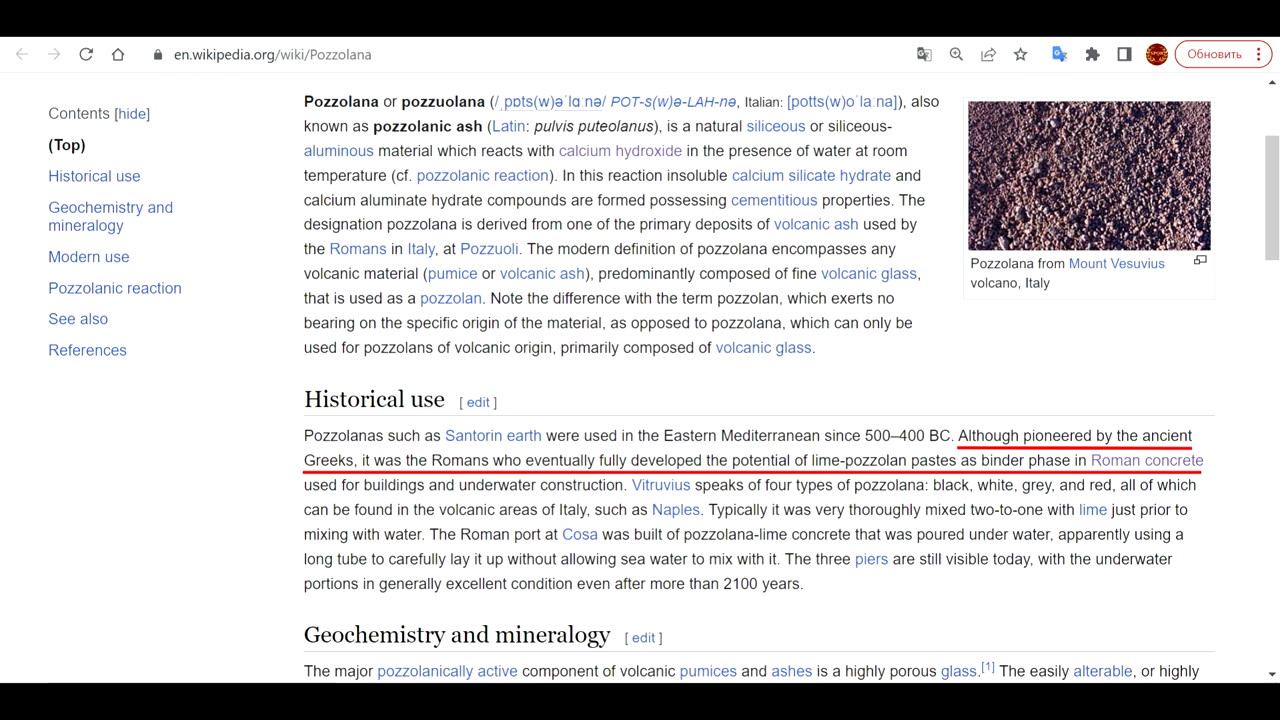 en.wikipedia.org/wiki/Pozzolana
Обновить
Contents [hide]
(Top)
Historical use
Geochemistry and
mineralogy
Modern use
Pozzolanic reaction
See also
References
Pozzolana or pozzuolana (/ˌpɒts(w)əˈlɑːnə/ POT-s(w)ə-LAH-nə, Italian: [potts(w)oˈlaːna]), also
known as pozzolanic ash (Latin: pulvis puteolanus), is a natural siliceous or siliceous-
aluminous material which reacts with calcium hydroxide in the presence of water at room
temperature (cf. pozzolanic reaction). In this reaction insoluble calcium silicate hydrate and
calcium aluminate hydrate compounds are formed possessing cementitious properties. The
designation pozzolana is derived from one of the primary deposits of volcanic ash used by
the Romans in Italy, at Pozzuoli. The modern definition of pozzolana encompasses any
volcanic material (pumice or volcanic ash), predominantly composed of fine volcanic glass,
that is used as a pozzolan. Note the difference with the term pozzolan, which exerts no
bearing on the specific origin of the material, as opposed to pozzolana, which can only be
used for pozzolans of volcanic origin, primarily composed of volcanic glass.
Pozzolana from Mount Vesuvius
volcano, Italy
Historical use [ edit ]
Pozzolanas such as Santorin earth were used in the Eastern Mediterranean since 500–400 BC. Although pioneered by the ancient
Greeks, it was the Romans who eventually fully developed the potential of lime-pozzolan pastes as binder phase in Roman concrete
used for buildings and underwater construction. Vitruvius speaks of four types of pozzolana: black, white, grey, and red, all of which
can be found in the volcanic areas of Italy, such as Naples. Typically it was very thoroughly mixed two-to-one with lime just prior to
mixing with water. The Roman port at Cosa was built of pozzolana-lime concrete that was poured under water, apparently using a
long tube to carefully lay it up without allowing sea water to mix with it. The three piers are still visible today, with the underwater
portions in generally excellent condition even after more than 2100 years.
Geochemistry and mineralogy [ edit ]
The major pozzolanically active component of volcanic pumices and ashes is a highly porous glass.[1] The easily alterable, or highly